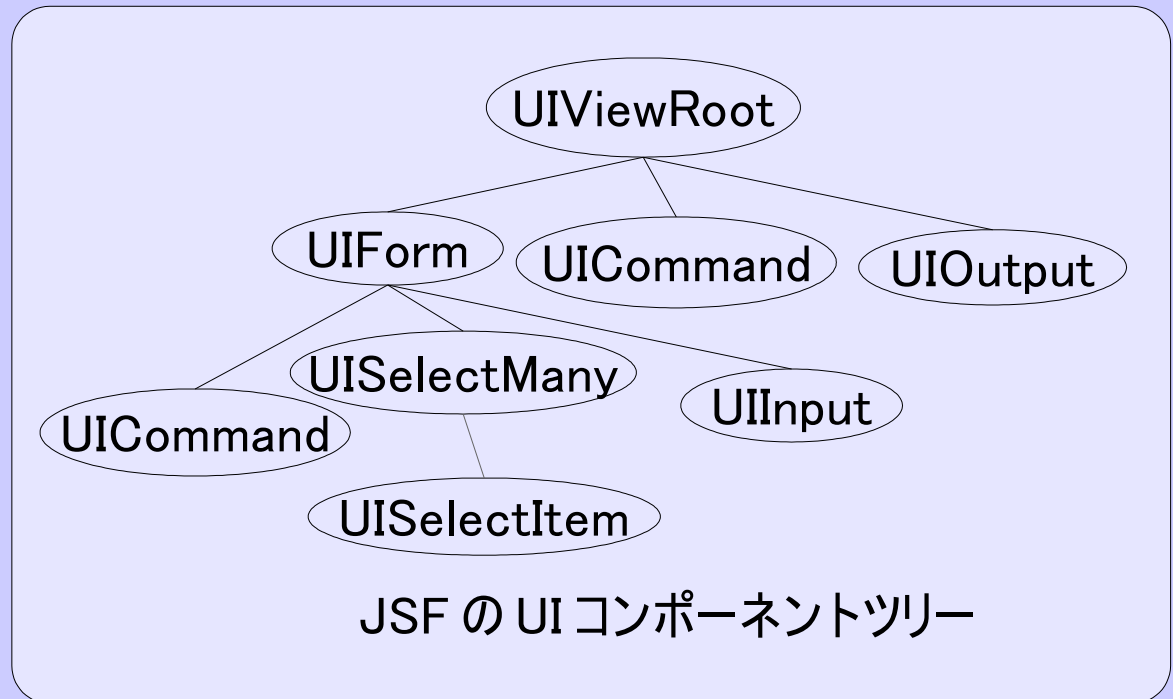 UIViewRoot
UIForm
UICommand
UIOutput
UISelectMany
UIInput
UICommand
UISelectItem
JSF の UI コンポーネントツリー